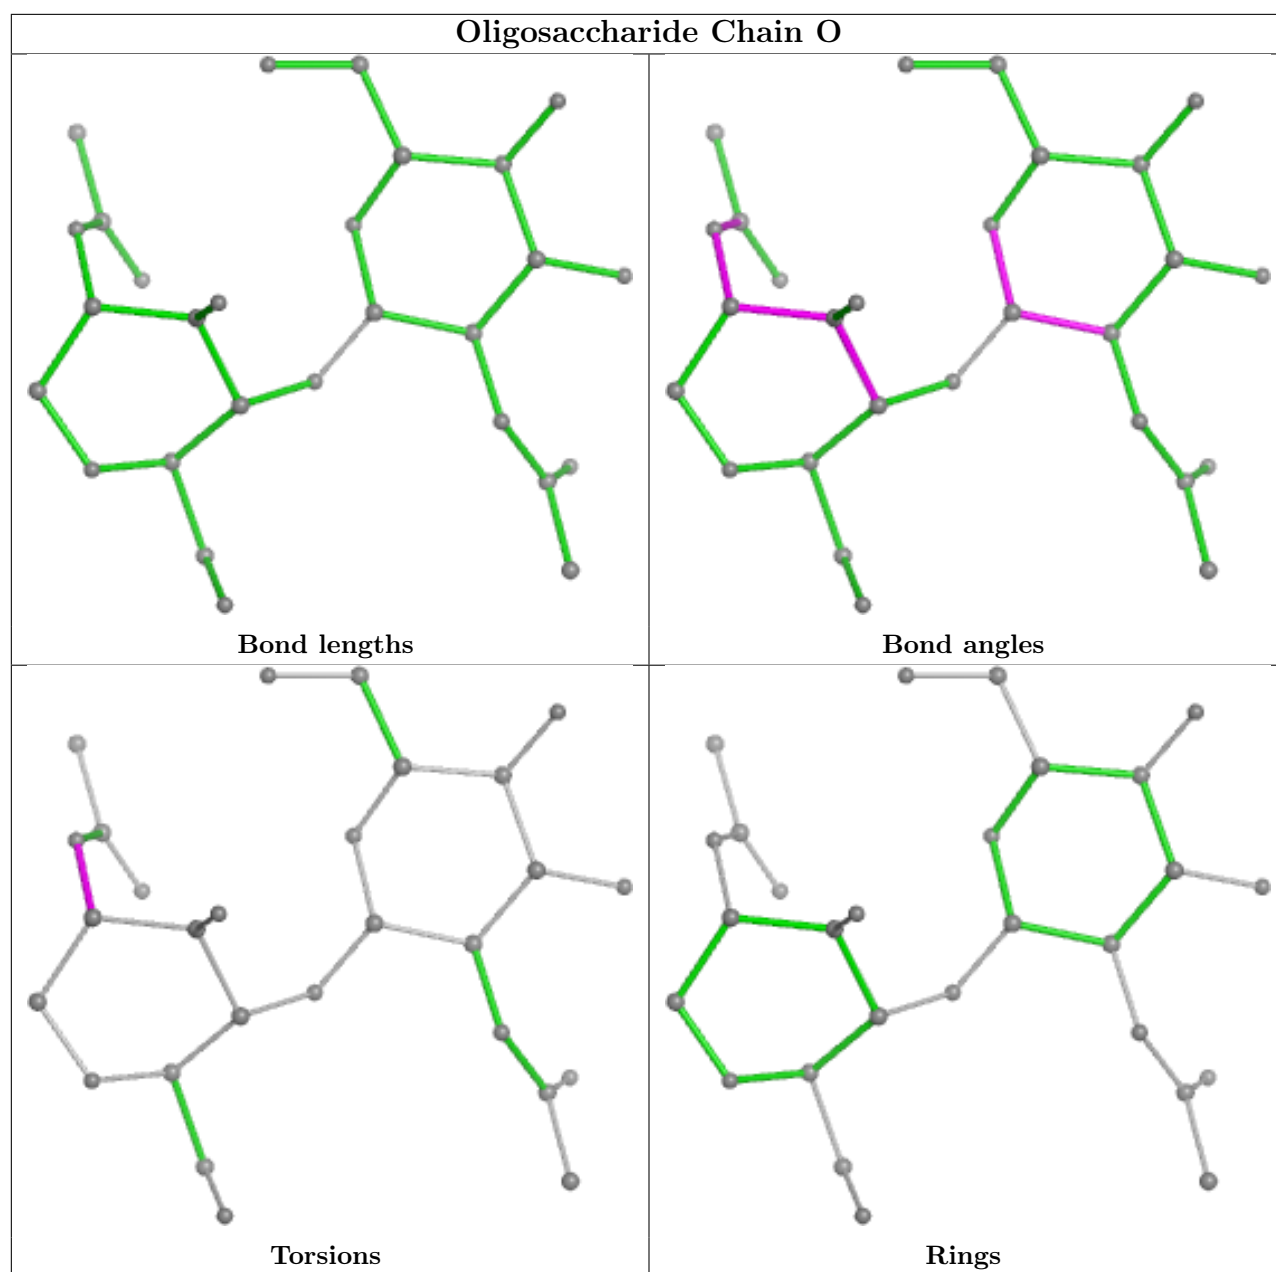 Oligosaccharide Chain O
Bond lengths
Bond angles
Torsions
Rings